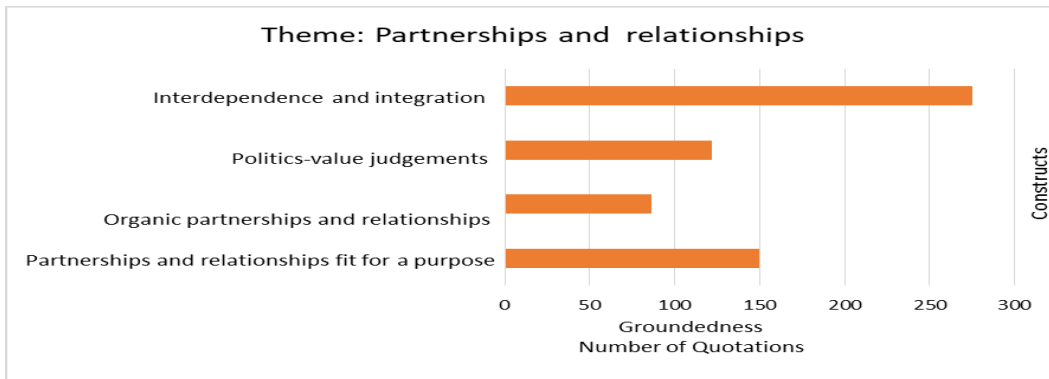 Theme: Partnerships and relationships
Interdependence and integration
Politics-value judgements
Organic partnerships and relationships
Partnerships and relationships fit for a purpose
0 50 100 150 200 250 300
Groundedness
Number of Quotations
Constructs